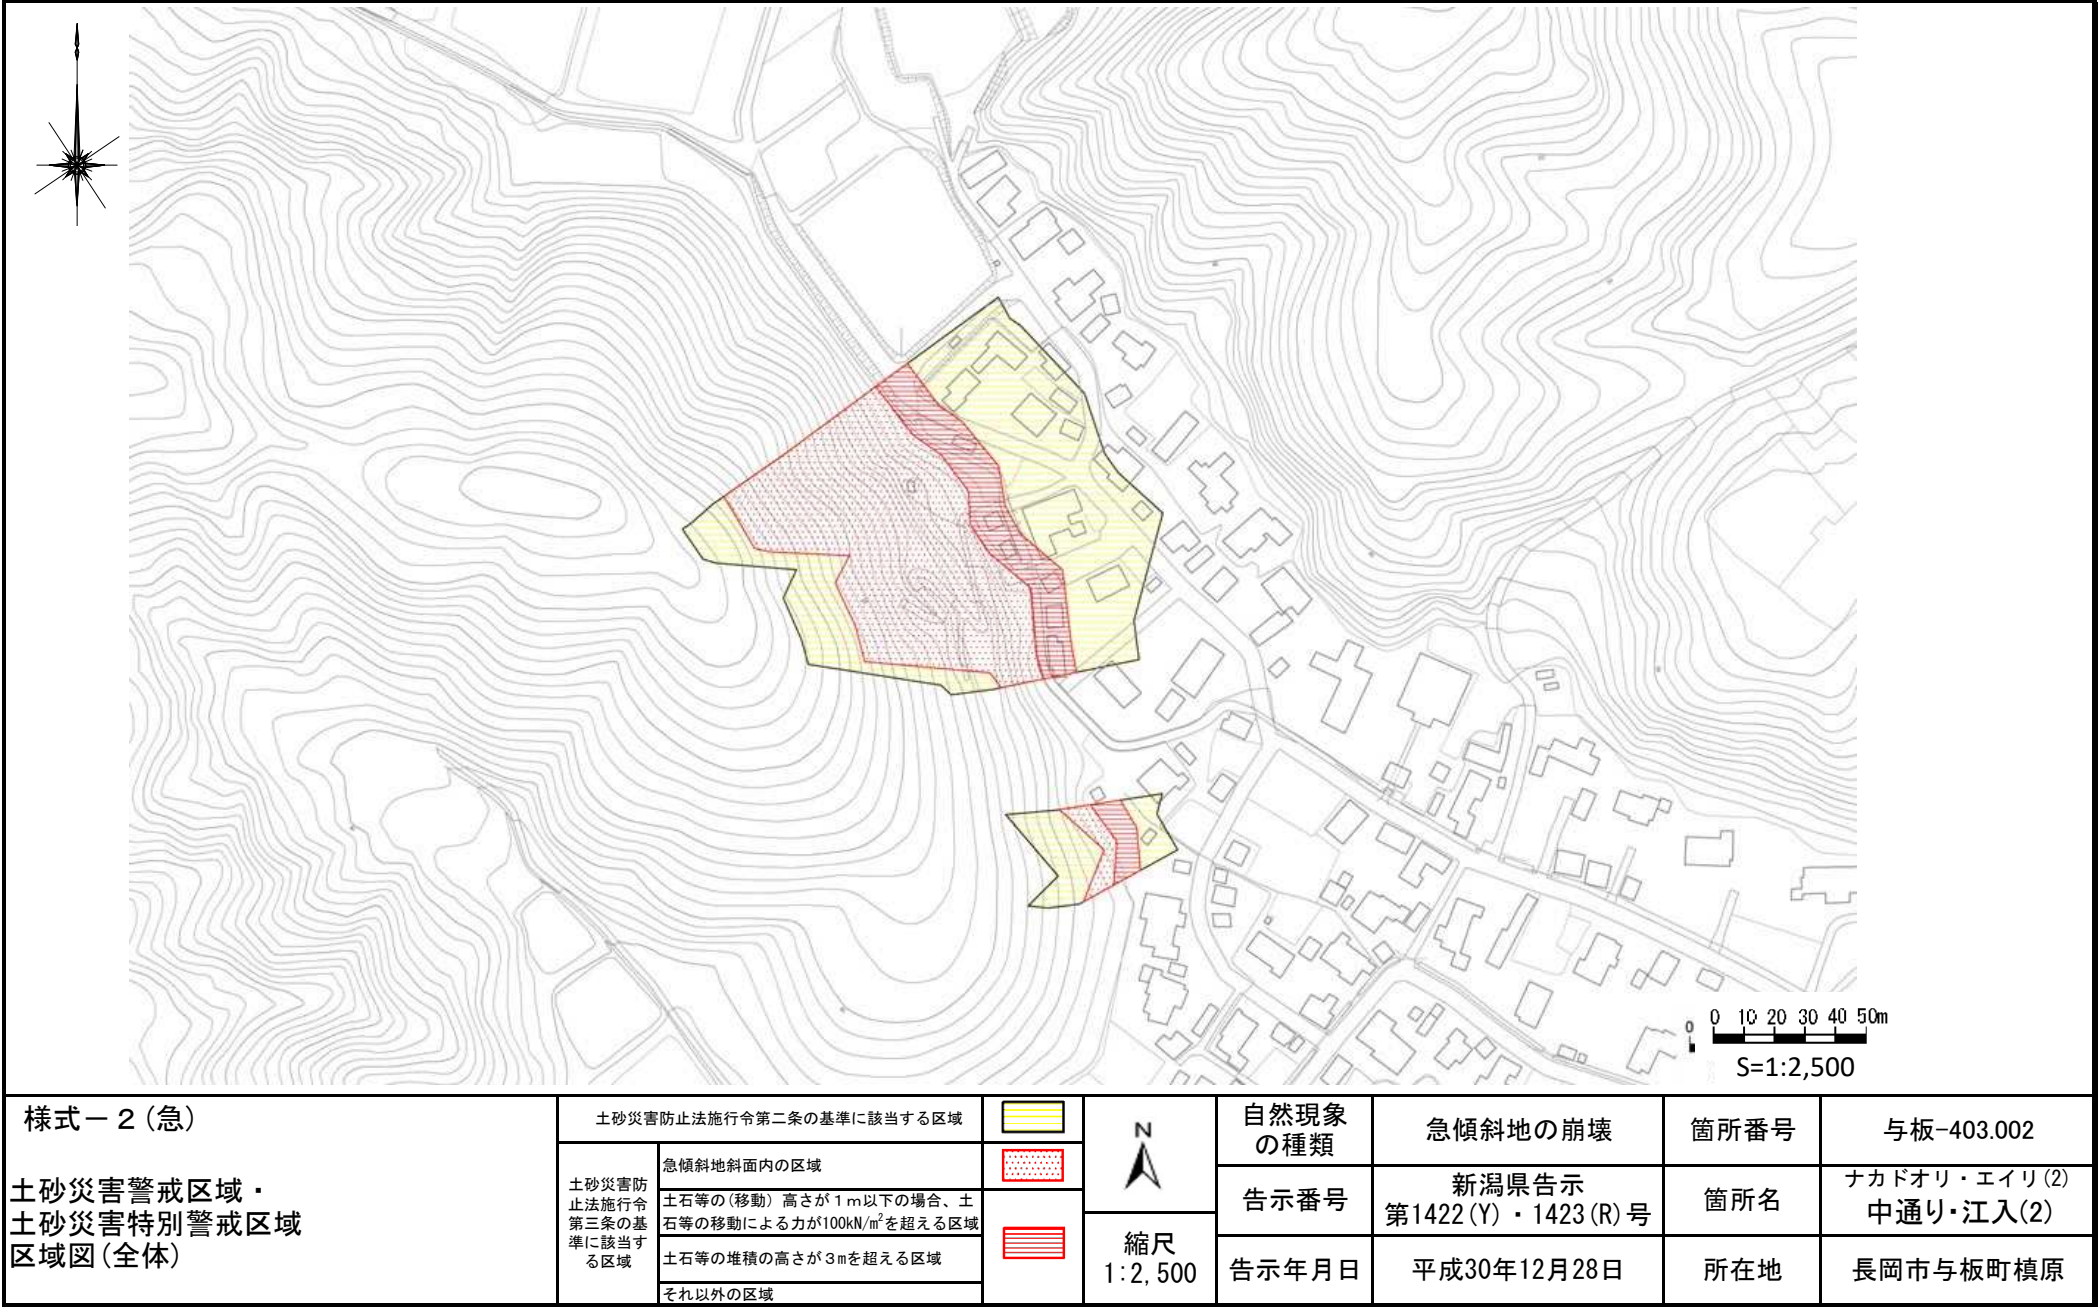 0 10 20 30 40 50m
0
S=1:2,500
様式－２(急)
土砂災害警戒区域・
土砂災害特別警戒区域
区域図(全体)
土砂災害防止法施行令第二条の基準に該当する区域
土砂災害防
止法施行令
第三条の基
準に該当す
る区域
急傾斜地斜面内の区域
土石等の(移動)高さが１ｍ以下の場合、土
石等の移動による力が100kN/m²を超える区域
土石等の堆積の高さが３mを超える区域
それ以外の区域
N
縮尺
1:2,500
自然現象
の種類
急傾斜地の崩壊
箇所番号
与板-403.002
告示番号
新潟県告示
第1422(Y)・1423(R)号
箇所名
ナカドオリ・エイリ(2)
中通り・江入(2)
告示年月日
平成30年12月28日
所在地
長岡市与板町槙原